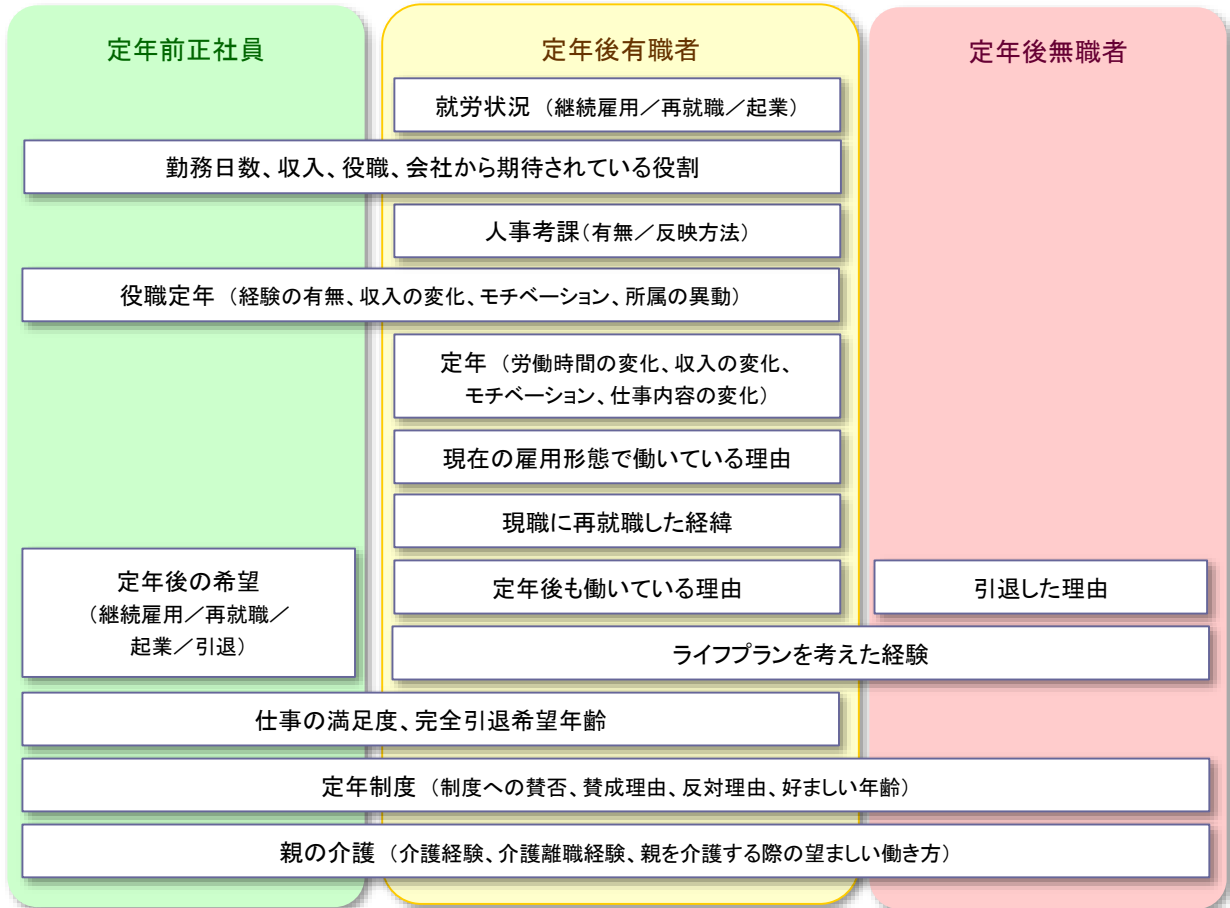 定年前正社員
定年後有職者
定年後無職者
就労状況（継続雇用／再就職／起業）
勤務日数、収入、役職、会社から期待されている役割
人事考課（有無／反映方法）
役職定年（経験の有無、収入の変化、モチベーション、所属の異動）
定年（労働時間の変化、収入の変化、
モチベーション、仕事内容の変化）
現在の雇用形態で働いている理由
現職に再就職した経緯
定年後の希望
（継続雇用／再就職／
起業／引退）
定年後も働いている理由
引退した理由
ライフプランを考えた経験
仕事の満足度、完全引退希望年齢
定年制度（制度への賛否、賛成理由、反対理由、好ましい年齢）
親の介護（介護経験、介護離職経験、親を介護する際の望ましい働き方）